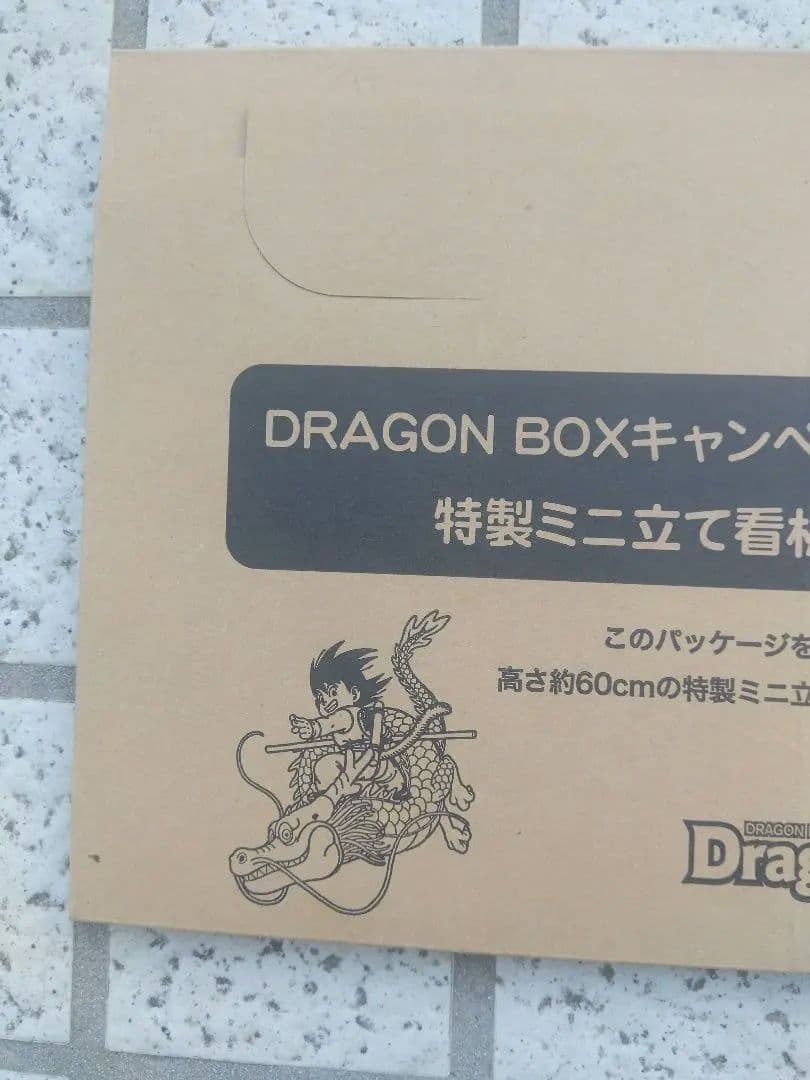 DRAGON BOXキャンペ
特製ミニ立て看
このパッケージを
高さ約60cmの特製ミニ立
DRAGON
Drag